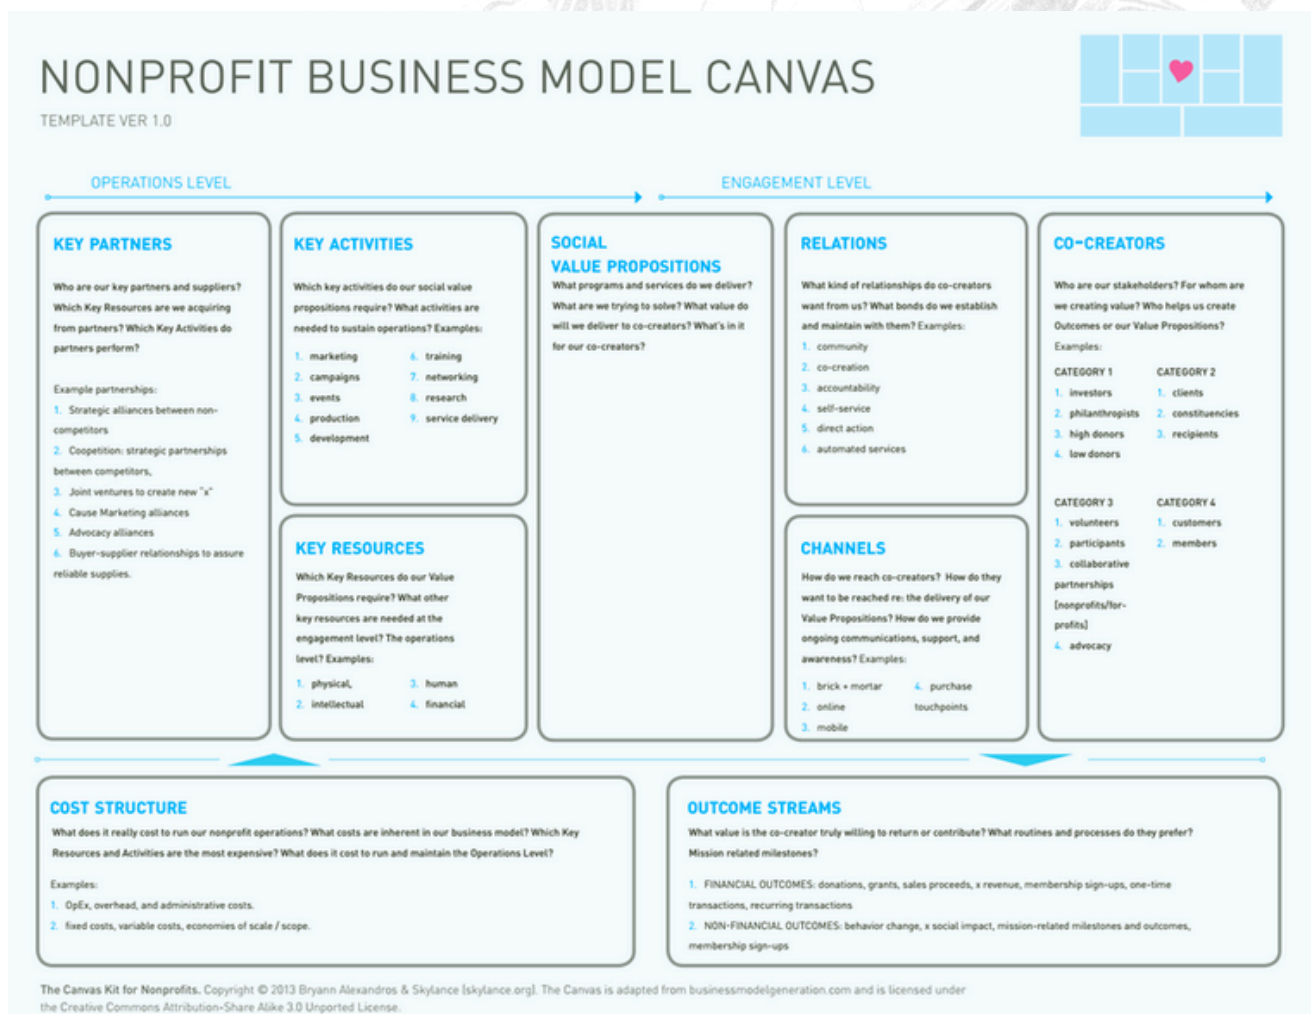 NONPROFIT BUSINESS MODEL CANVAS
TEMPLATE VER 1.0
OPERATIONS LEVEL
ENGAGEMENT LEVEL
KEY PARTNERS
Who are our key partners and suppliers?
Which Key Resources are we acquiring
from partners? Which Key Activities do
partners perform?
Example partnerships:
1. Strategic alliances between non-
competitors
2. Coopetition: strategic partnerships
between competitors,
3. Joint ventures to create new "x"
4. Cause Marketing alliances
5. Advocacy alliances
6. Buyer-supplier relationships to assure
reliable supplies.
KEY ACTIVITIES
Which key activities do our social value
propositions require? What activities are
needed to sustain operations? Examples:
1. marketing
2. campaigns
3. events
4. production
5. development
6. training
7. networking
8. research
9. service delivery
KEY RESOURCES
Which Key Resources do our Value
Propositions require? What other
key resources are needed at the
engagement level? The operations
level? Examples:
1. physical,
2. intellectual
3. human
4. financial
SOCIAL
VALUE PROPOSITIONS
What programs and services do we deliver?
What are we trying to solve? What value do
will we deliver to co-creators? What's in it
for our co-creators?
RELATIONS
What kind of relationships do co-creators
want from us? What bonds do we establish
and maintain with them? Examples:
1. community
2. co-creation
3. accountability
4. self-service
5. direct action
6. automated services
CHANNELS
How do we reach co-creators? How do they
want to be reached re: the delivery of our
Value Propositions? How do we provide
ongoing communications, support, and
awareness? Examples:
1. brick + mortar
2. online
3. mobile
4. purchase
touchpoints
CO-CREATORS
Who are our stakeholders? For whom are
we creating value? Who helps us create
Outcomes or our Value Propositions?
Examples:
CATEGORY 1
1. investors
2. philanthropists
3. high donors
4. low donors
CATEGORY 2
1. clients
2. constituencies
3. recipients
CATEGORY 3
1. volunteers
2. participants
3. collaborative
partnerships
[nonprofits/for-
profits]
4. advocacy
CATEGORY 4
1. customers
2. members
COST STRUCTURE
What does it really cost to run our nonprofit operations? What costs are inherent in our business model? Which Key
Resources and Activities are the most expensive? What does it cost to run and maintain the Operations Level?
Examples:
1. OpEx, overhead, and administrative costs.
2. fixed costs, variable costs, economies of scale / scope.
OUTCOME STREAMS
What value is the co-creator truly willing to return or contribute? What routines and processes do they prefer?
Mission related milestones?
1. FINANCIAL OUTCOMES: donations, grants, sales proceeds, x revenue, membership sign-ups, one-time
transactions, recurring transactions
2. NON-FINANCIAL OUTCOMES: behavior change, x social impact, mission-related milestones and outcomes,
membership sign-ups
The Canvas Kit for Nonprofits. Copyright © 2013 Bryann Alexandros & Skylance [skylance.org]. The Canvas is adapted from businessmodelgeneration.com and is licensed under
the Creative Commons Attribution-Share Alike 3.0 Unported License.